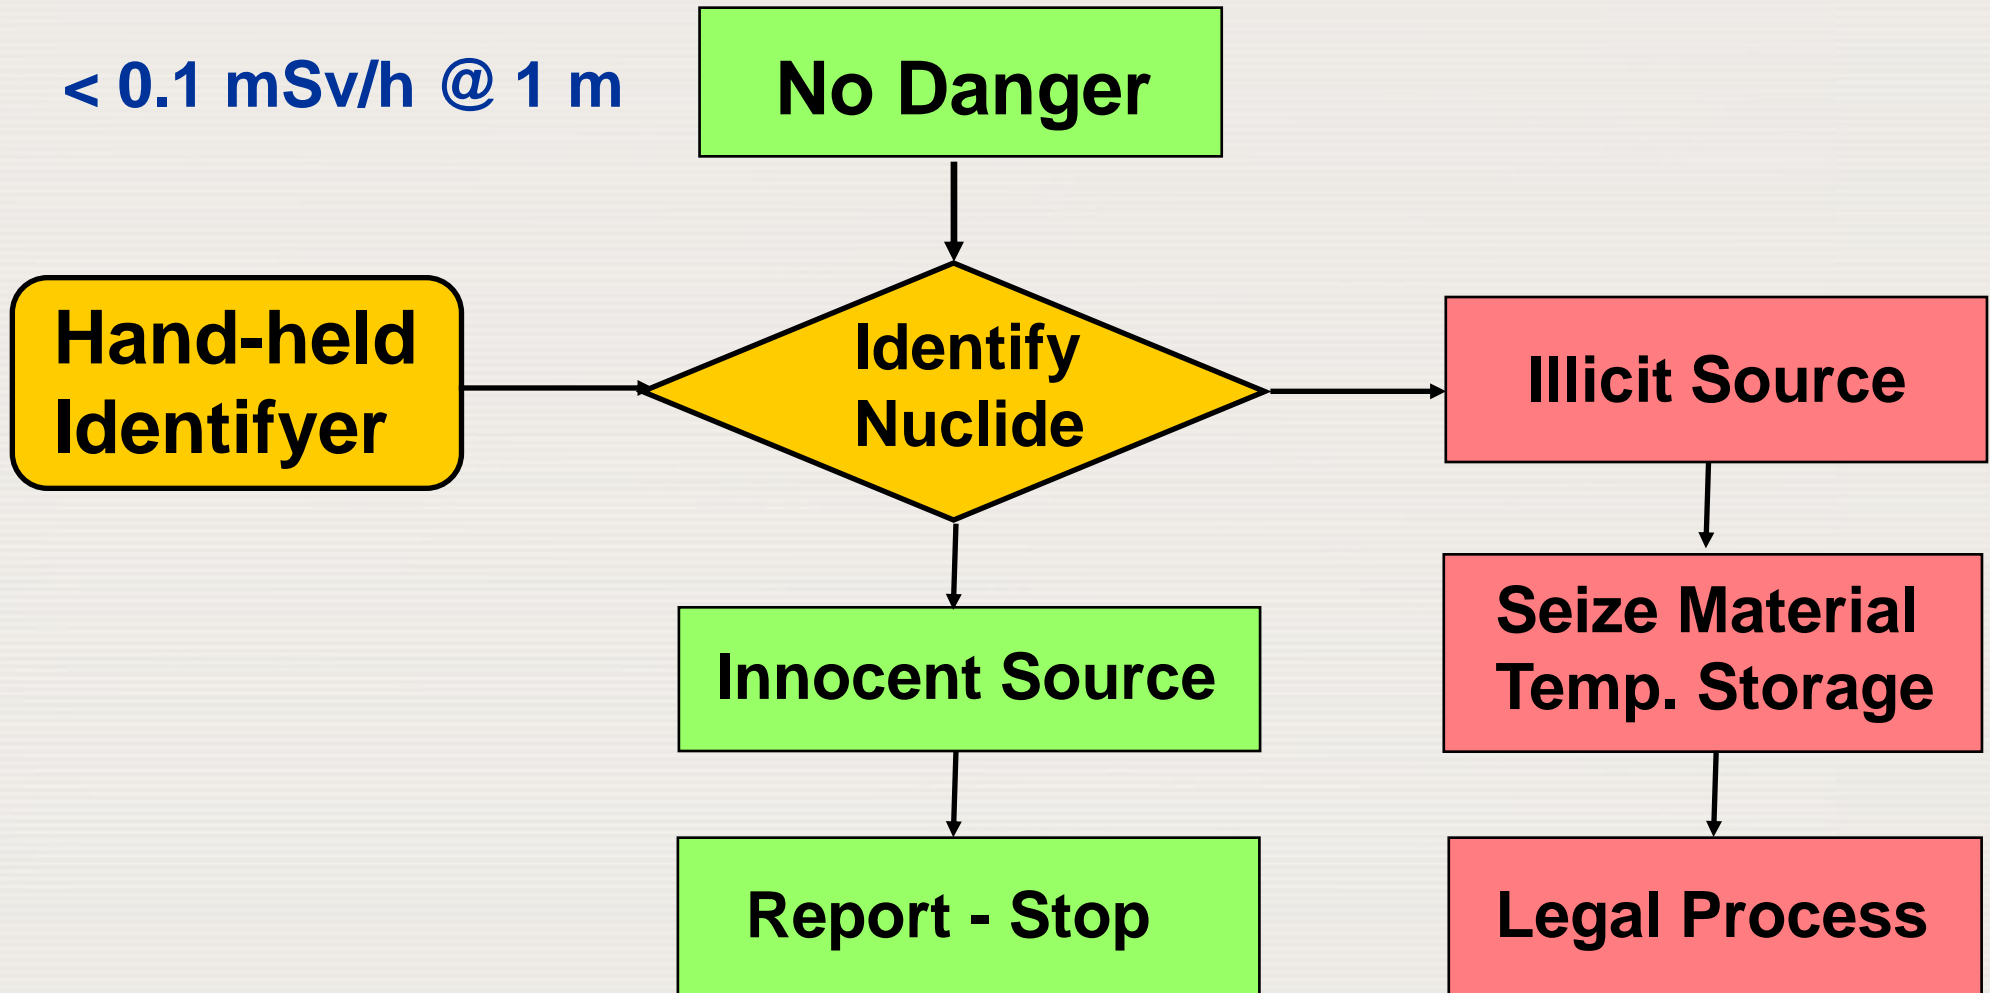 < 0.1 mSv/h @ 1 m
No Danger
Hand-held
Identifyer
Identify
Nuclide
Illicit Source
Innocent Source
Seize Material
Temp. Storage
Report - Stop
Legal Process